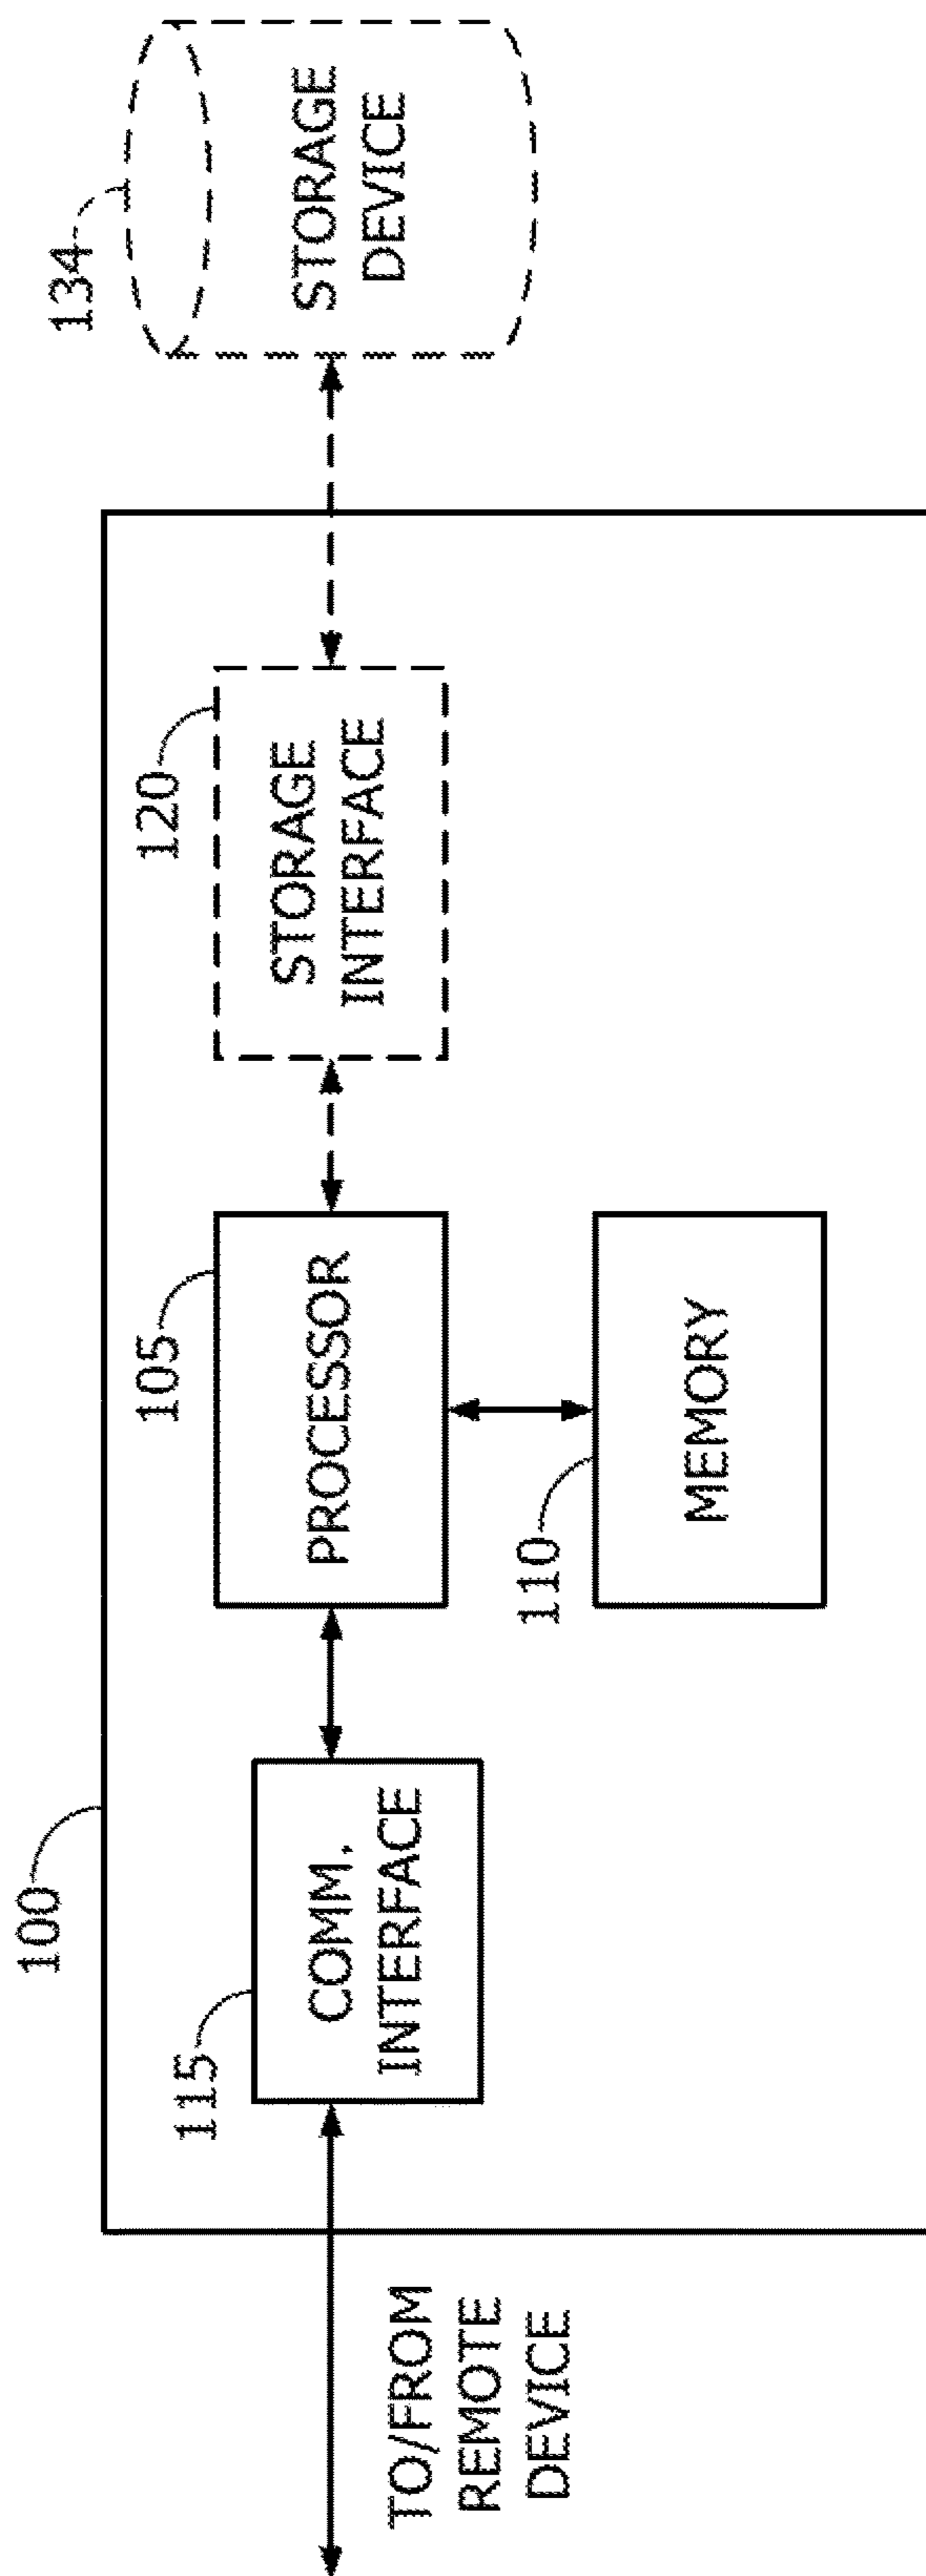 100
TO/FROM
REMOTE
DEVICE
115
COMM.
INTERFACE
105
PROCESSOR
110
MEMORY
120
STORAGE
INTERFACE
134
STORAGE
DEVICE